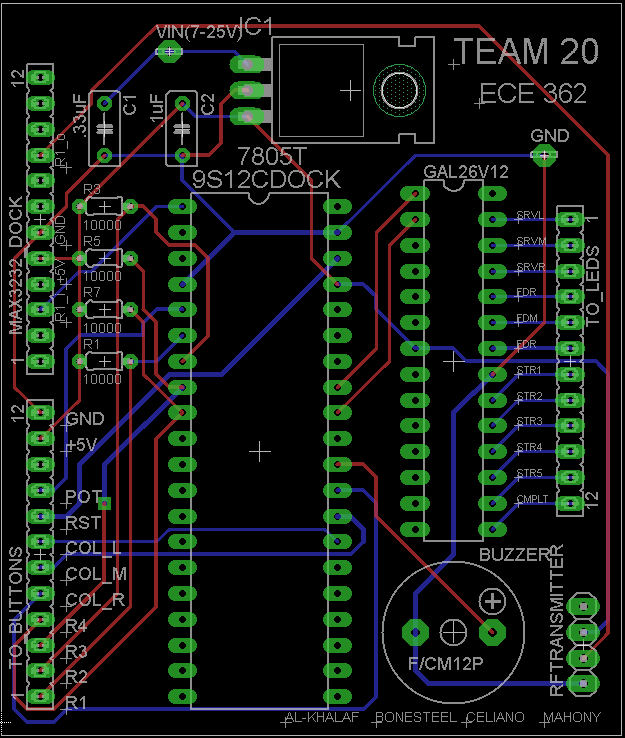 VIN(7-25V)
IC1
TEAM 20
ECE 362
12
.33uF
C1
.1uF
C2
7805T
9S12CDOCK
GND
GAL26V12
MAX3232_DOCK
R1_o
GND
+5V
R1_I
1
R3
10000
R5
10000
R7
10000
R1
10000
SRVL
SRVM
SRVR
FDR
FDM
FDR
STR1
STR2
STR3
STR4
STR5
CMPLT
1
TO_LEDS
12
12
GND
+5V
POT
RST
COL_L
COL_M
COL_R
R4
R3
R2
R1
TO_BUTTONS
1
BUZZER
F/CM12P
RFTRANSMITTER
AL-KHALAF
BONESTEEL
CELIANO
MAHONY